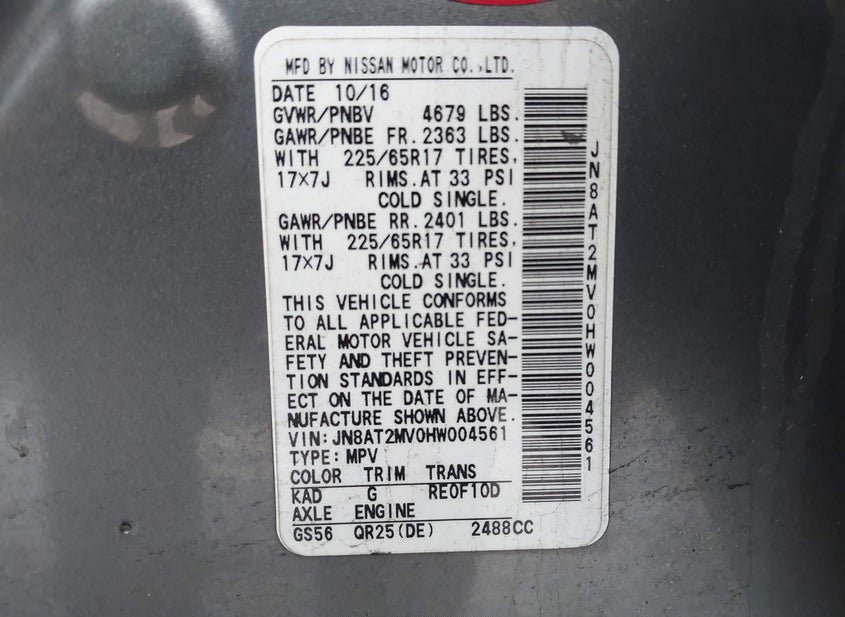 MFD BY NISSAN MOTOR CO.,LTD.
DATE 10/16
GVWR/PNBV 4679 LBS.
GAWR/PNBE FR. 2363 LBS.
WITH 225/65R17 TIRES,
17×7J RIMS.AT 33 PSI
COLD SINGLE.
GAWR/PNBE RR. 2401 LBS.
WITH 225/65R17 TIRES,
17×7J RIMS.AT 33 PSI
COLD SINGLE.
THIS VEHICLE CONFORMS
TO ALL APPLICABLE FED-
ERAL MOTOR VEHICLE SA-
FETY AND THEFT PREVEN-
TION STANDARDS IN EFF-
ECT ON THE DATE OF MA-
NUFACTURE SHOWN ABOVE.
VIN:JN8AT2MV0HW004561
TYPE:MPV
COLOR TRIM TRANS
KAD G RE0F10D
AXLE ENGINE
GS56 QR25(DE) 2488CC
JN8AT2MV0HW004561